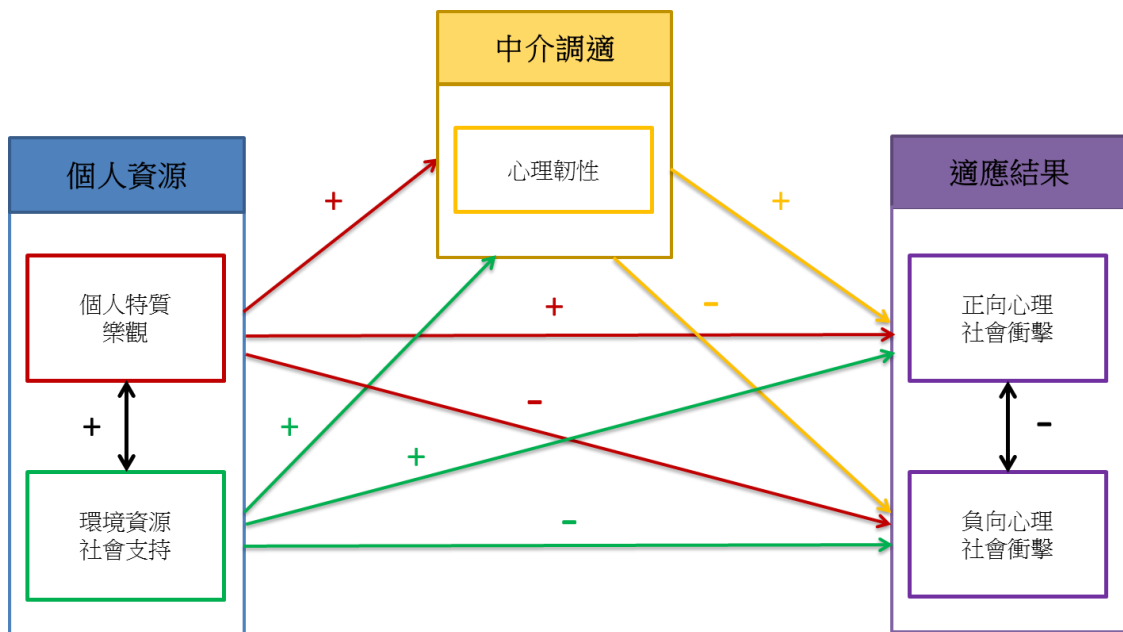 中介調適
心理韌性
個人資源
個人特質
樂觀
環境資源
社會支持
適應結果
正向心理
社會衝擊
負向心理
社會衝擊
+
+
+
-
+
-
+
+
-
+
-